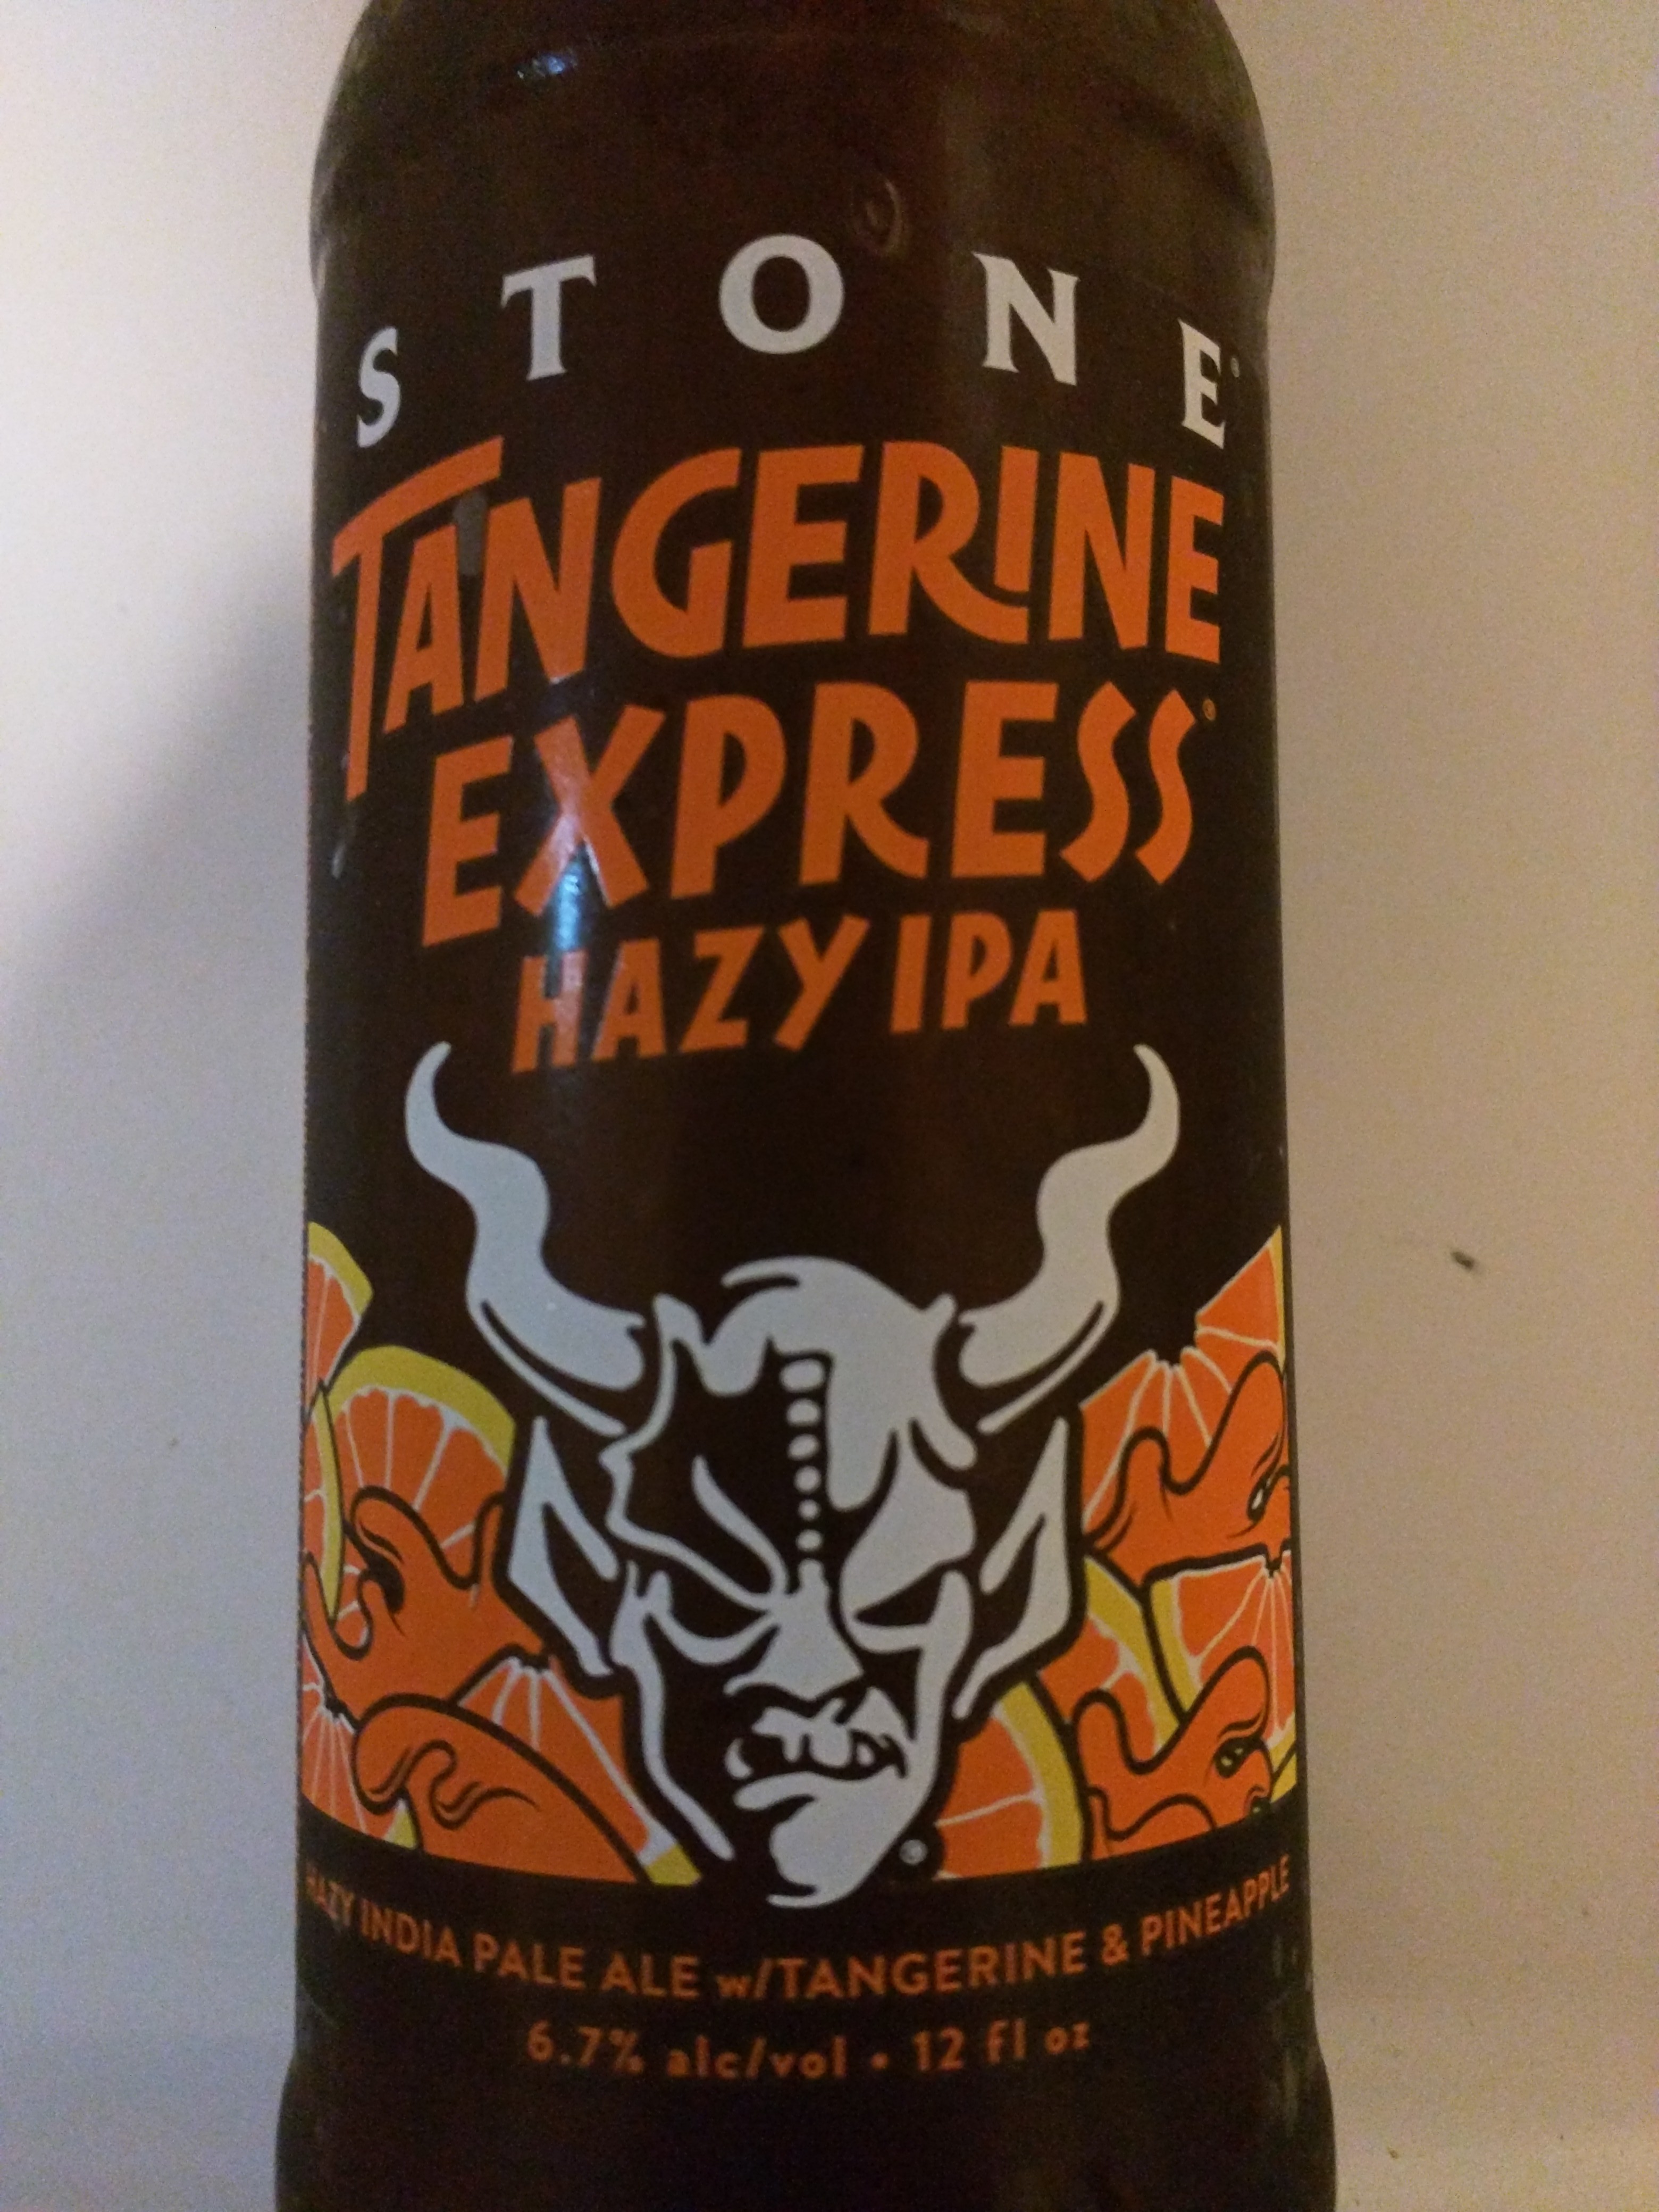 STONE®
TANGERINE
EXPRESS®
HAZY IPA
HAZY INDIA PALE ALE w/TANGERINE & PINEAPPLE
6.7% alc/vol • 12 fl oz